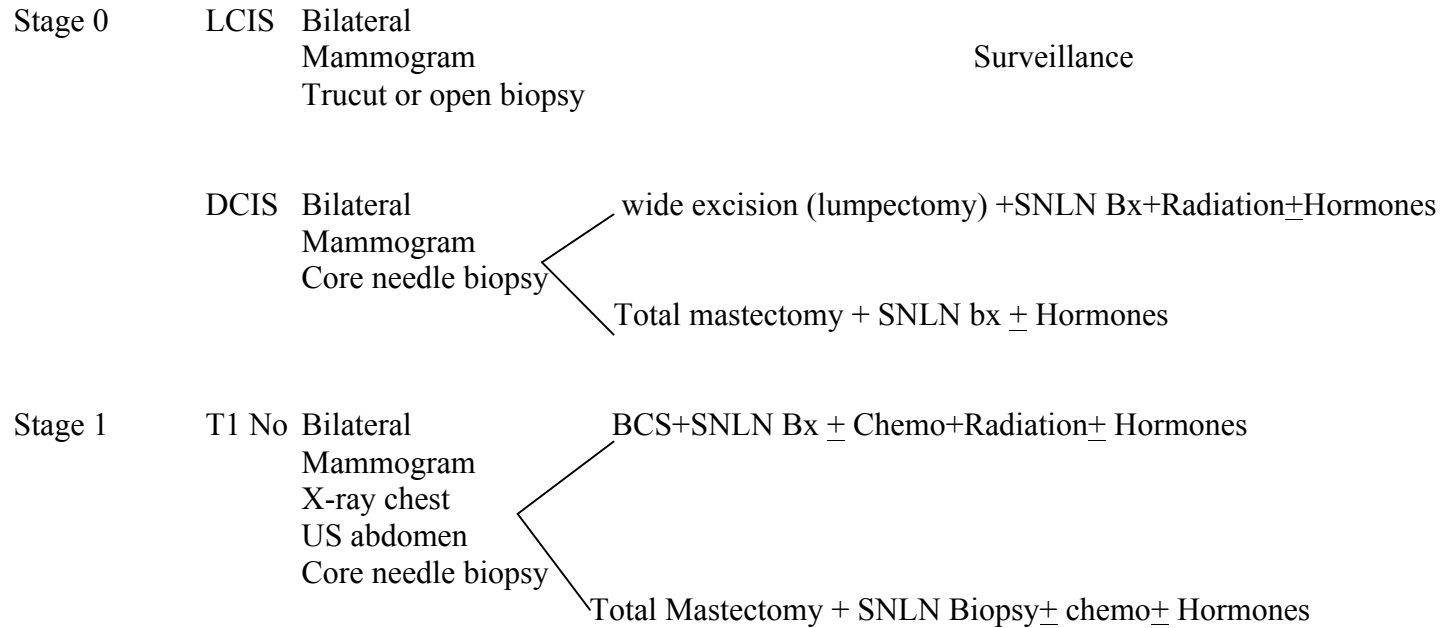 Stage 0 LCIS Bilateral
Mammogram Surveillance
Trucut or open biopsy
DCIS Bilateral wide excision (lumpectomy) +SNLN Bx+Radiation±Hormones
Mammogram
Core needle biopsy
Total mastectomy + SNLN bx ± Hormones
Stage 1 T1 No Bilateral BCS+SNLN Bx ± Chemo+Radiation± Hormones
Mammogram
X-ray chest
US abdomen
Core needle biopsy
Total Mastectomy + SNLN Biopsy± chemo± Hormones